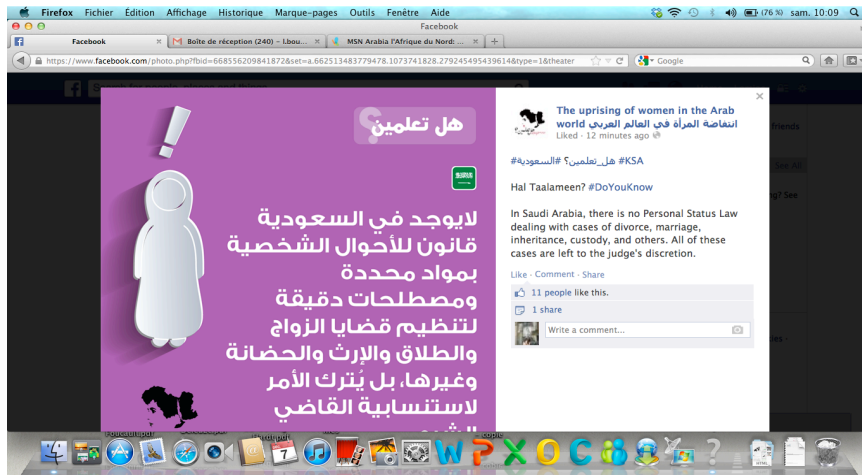 Firefox Fichier Édition Affichage Historique Marque-pages Outils Fenêtre Aide
(76 %) sam. 10:09
Facebook
Facebook
Boîte de réception (240) – l.bou...
MSN Arabia l'Afrique du Nord: ...
https://www.facebook.com/photo.php?fbid=668556209841872&set=a.662513483779478.1073741828.279245495439614&type=1&theater
Google
هل تعلمين؟
لايوجد في السعودية
قانون للأحوال الشخصية
بمواد محددة
ومصطلحات دقيقة
لتنظيم قضايا الزواج
والطلاق والإرث والحضانة
وغيرها، بل يُترك الأمر
لاستنسابية القاضي
The uprising of women in the Arab
world انتفاضة المرأة في العالم العربي
Liked · 12 minutes ago
#هل_تعلمين؟ #السعودية #KSA
Hal Taalameen? #DoYouKnow
In Saudi Arabia, there is no Personal Status Law
dealing with cases of divorce, marriage,
inheritance, custody, and others. All of these
cases are left to the judge's discretion.
Like · Comment · Share
11 people like this.
1 share
Write a comment...
friends
See All
See